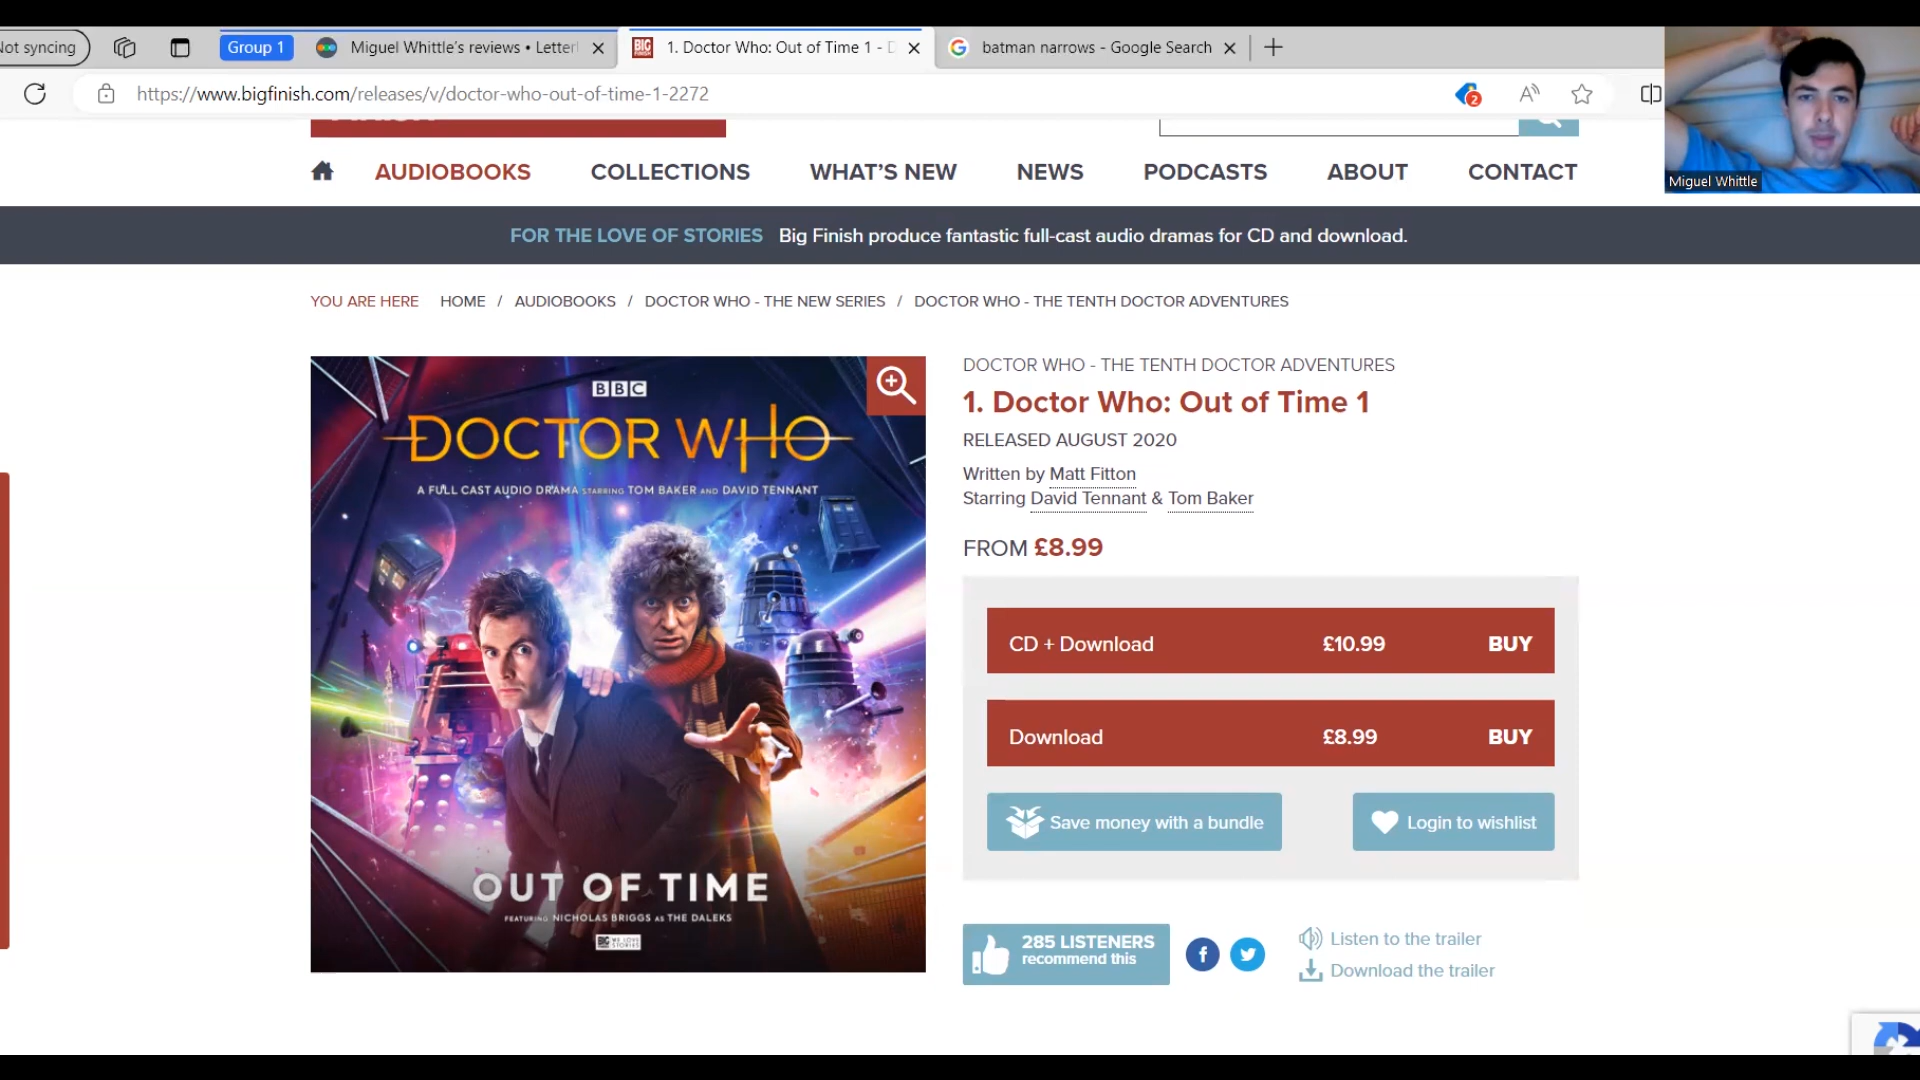 Not syncing
Group 1
Miguel Whittle's reviews • Letter
1. Doctor Who: Out of Time 1 - D
batman narrows - Google Search
https://www.bigfinish.com/releases/v/doctor-who-out-of-time-1-2272
2
Miguel Whittle
AUDIOBOOKS
COLLECTIONS
WHAT'S NEW
NEWS
PODCASTS
ABOUT
CONTACT
FOR THE LOVE OF STORIES Big Finish produce fantastic full-cast audio dramas for CD and download.
YOU ARE HERE HOME / AUDIOBOOKS / DOCTOR WHO - THE NEW SERIES / DOCTOR WHO - THE TENTH DOCTOR ADVENTURES
BBC
DOCTOR WHO
A FULL CAST AUDIO DRAMA STARRING TOM BAKER AND DAVID TENNANT
OUT OF TIME
FEATURING NICHOLAS BRIGGS AS THE DALEKS
BIG FINISH WE LOVE STORIES
DOCTOR WHO - THE TENTH DOCTOR ADVENTURES
1. Doctor Who: Out of Time 1
RELEASED AUGUST 2020
Written by Matt Fitton
Starring David Tennant & Tom Baker
FROM £8.99
CD + Download £10.99 BUY
Download £8.99 BUY
Save money with a bundle
Login to wishlist
285 LISTENERS
recommend this
Listen to the trailer
Download the trailer